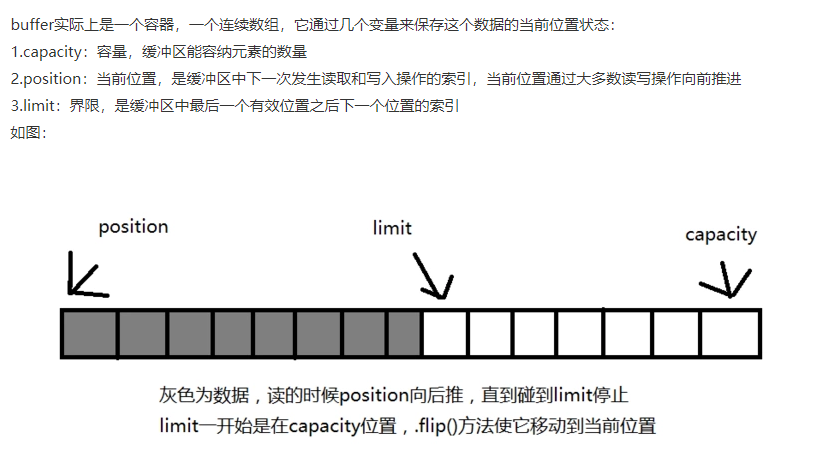 buffer实际上是一个容器，一个连续数组，它通过几个变量来保存这个数据的当前位置状态：
1.capacity：容量，缓冲区能容纳元素的数量
2.position：当前位置，是缓冲区中下一次发生读取和写入操作的索引，当前位置通过大多数读写操作向前推进
3.limit：界限，是缓冲区中最后一个有效位置之后下一个位置的索引
如图：
position
limit
capacity
灰色为数据，读的时候position向后推，直到碰到limit停止
limit一开始是在capacity位置，.flip()方法使它移动到当前位置